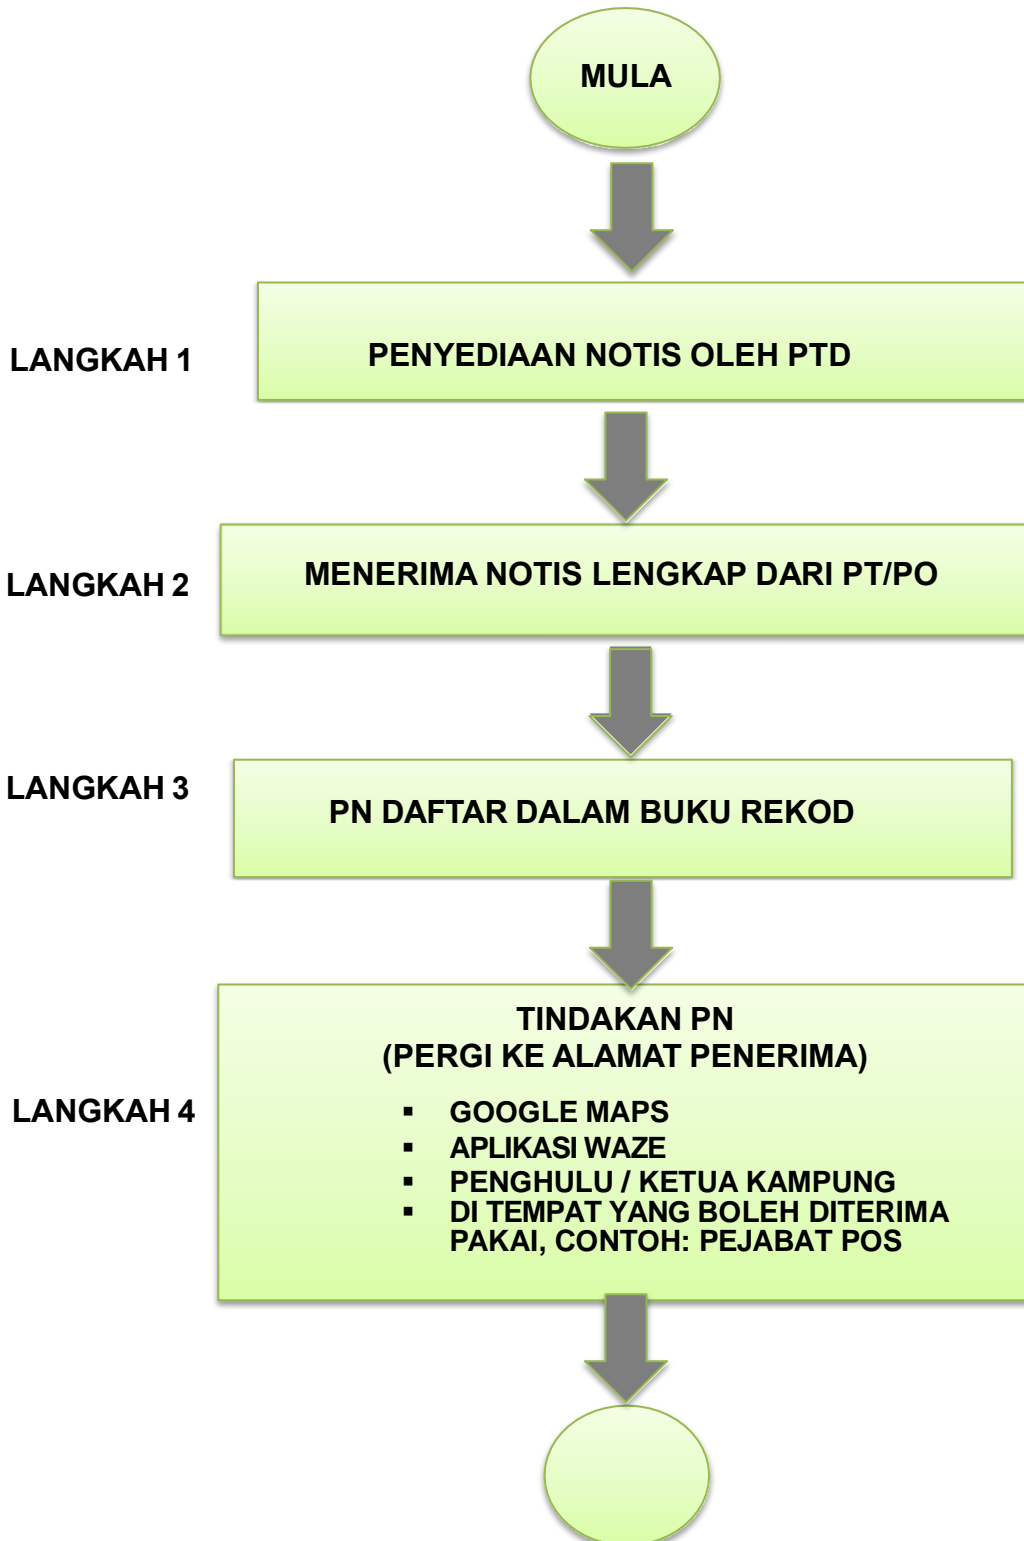 MULA
LANGKAH 1
PENYEDIAAN NOTIS OLEH PTD
LANGKAH 2
MENERIMA NOTIS LENGKAP DARI PT/PO
LANGKAH 3
PN DAFTAR DALAM BUKU REKOD
TINDAKAN PN
(PERGI KE ALAMAT PENERIMA)
LANGKAH 4
▪ GOOGLE MAPS
▪ APLIKASI WAZE
▪ PENGHULU / KETUA KAMPUNG
▪ DI TEMPAT YANG BOLEH DITERIMA
PAKAI, CONTOH: PEJABAT POS